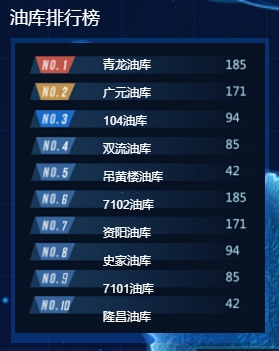 油库排行榜
NO.1 青龙油库 185
NO.2 广元油库 171
NO.3 104油库 94
NO.4 双流油库 85
NO.5 吊黄楼油库 42
NO.6 7102油库 185
NO.7 资阳油库 171
NO.8 史家油库 94
NO.9 7101油库 85
NO.10 隆昌油库 42